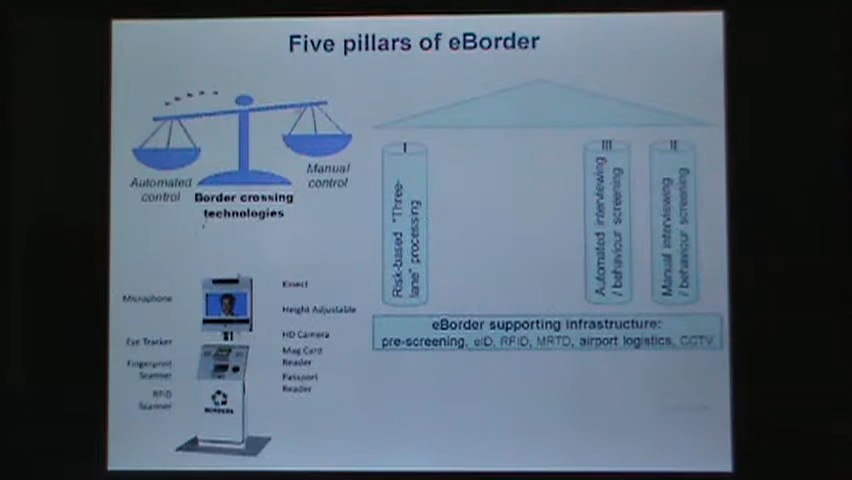 Five pillars of eBorder
Automated
control
Manual
control
Border crossing
technologies
I
Risk-based "Three-
lane" processing
III
Automated interviewing
/ behaviour screening
II
Manual interviewing
/ behaviour screening
eBorder supporting infrastructure:
pre-screening, eID, RFID, MRTD, airport logistics, CCTV
Microphone
Eye Tracker
Fingerprint
Scanner
RFID
Scanner
Kinect
Height Adjustable
HD Camera
Mag Card
Reader
Passport
Reader
BORDERS